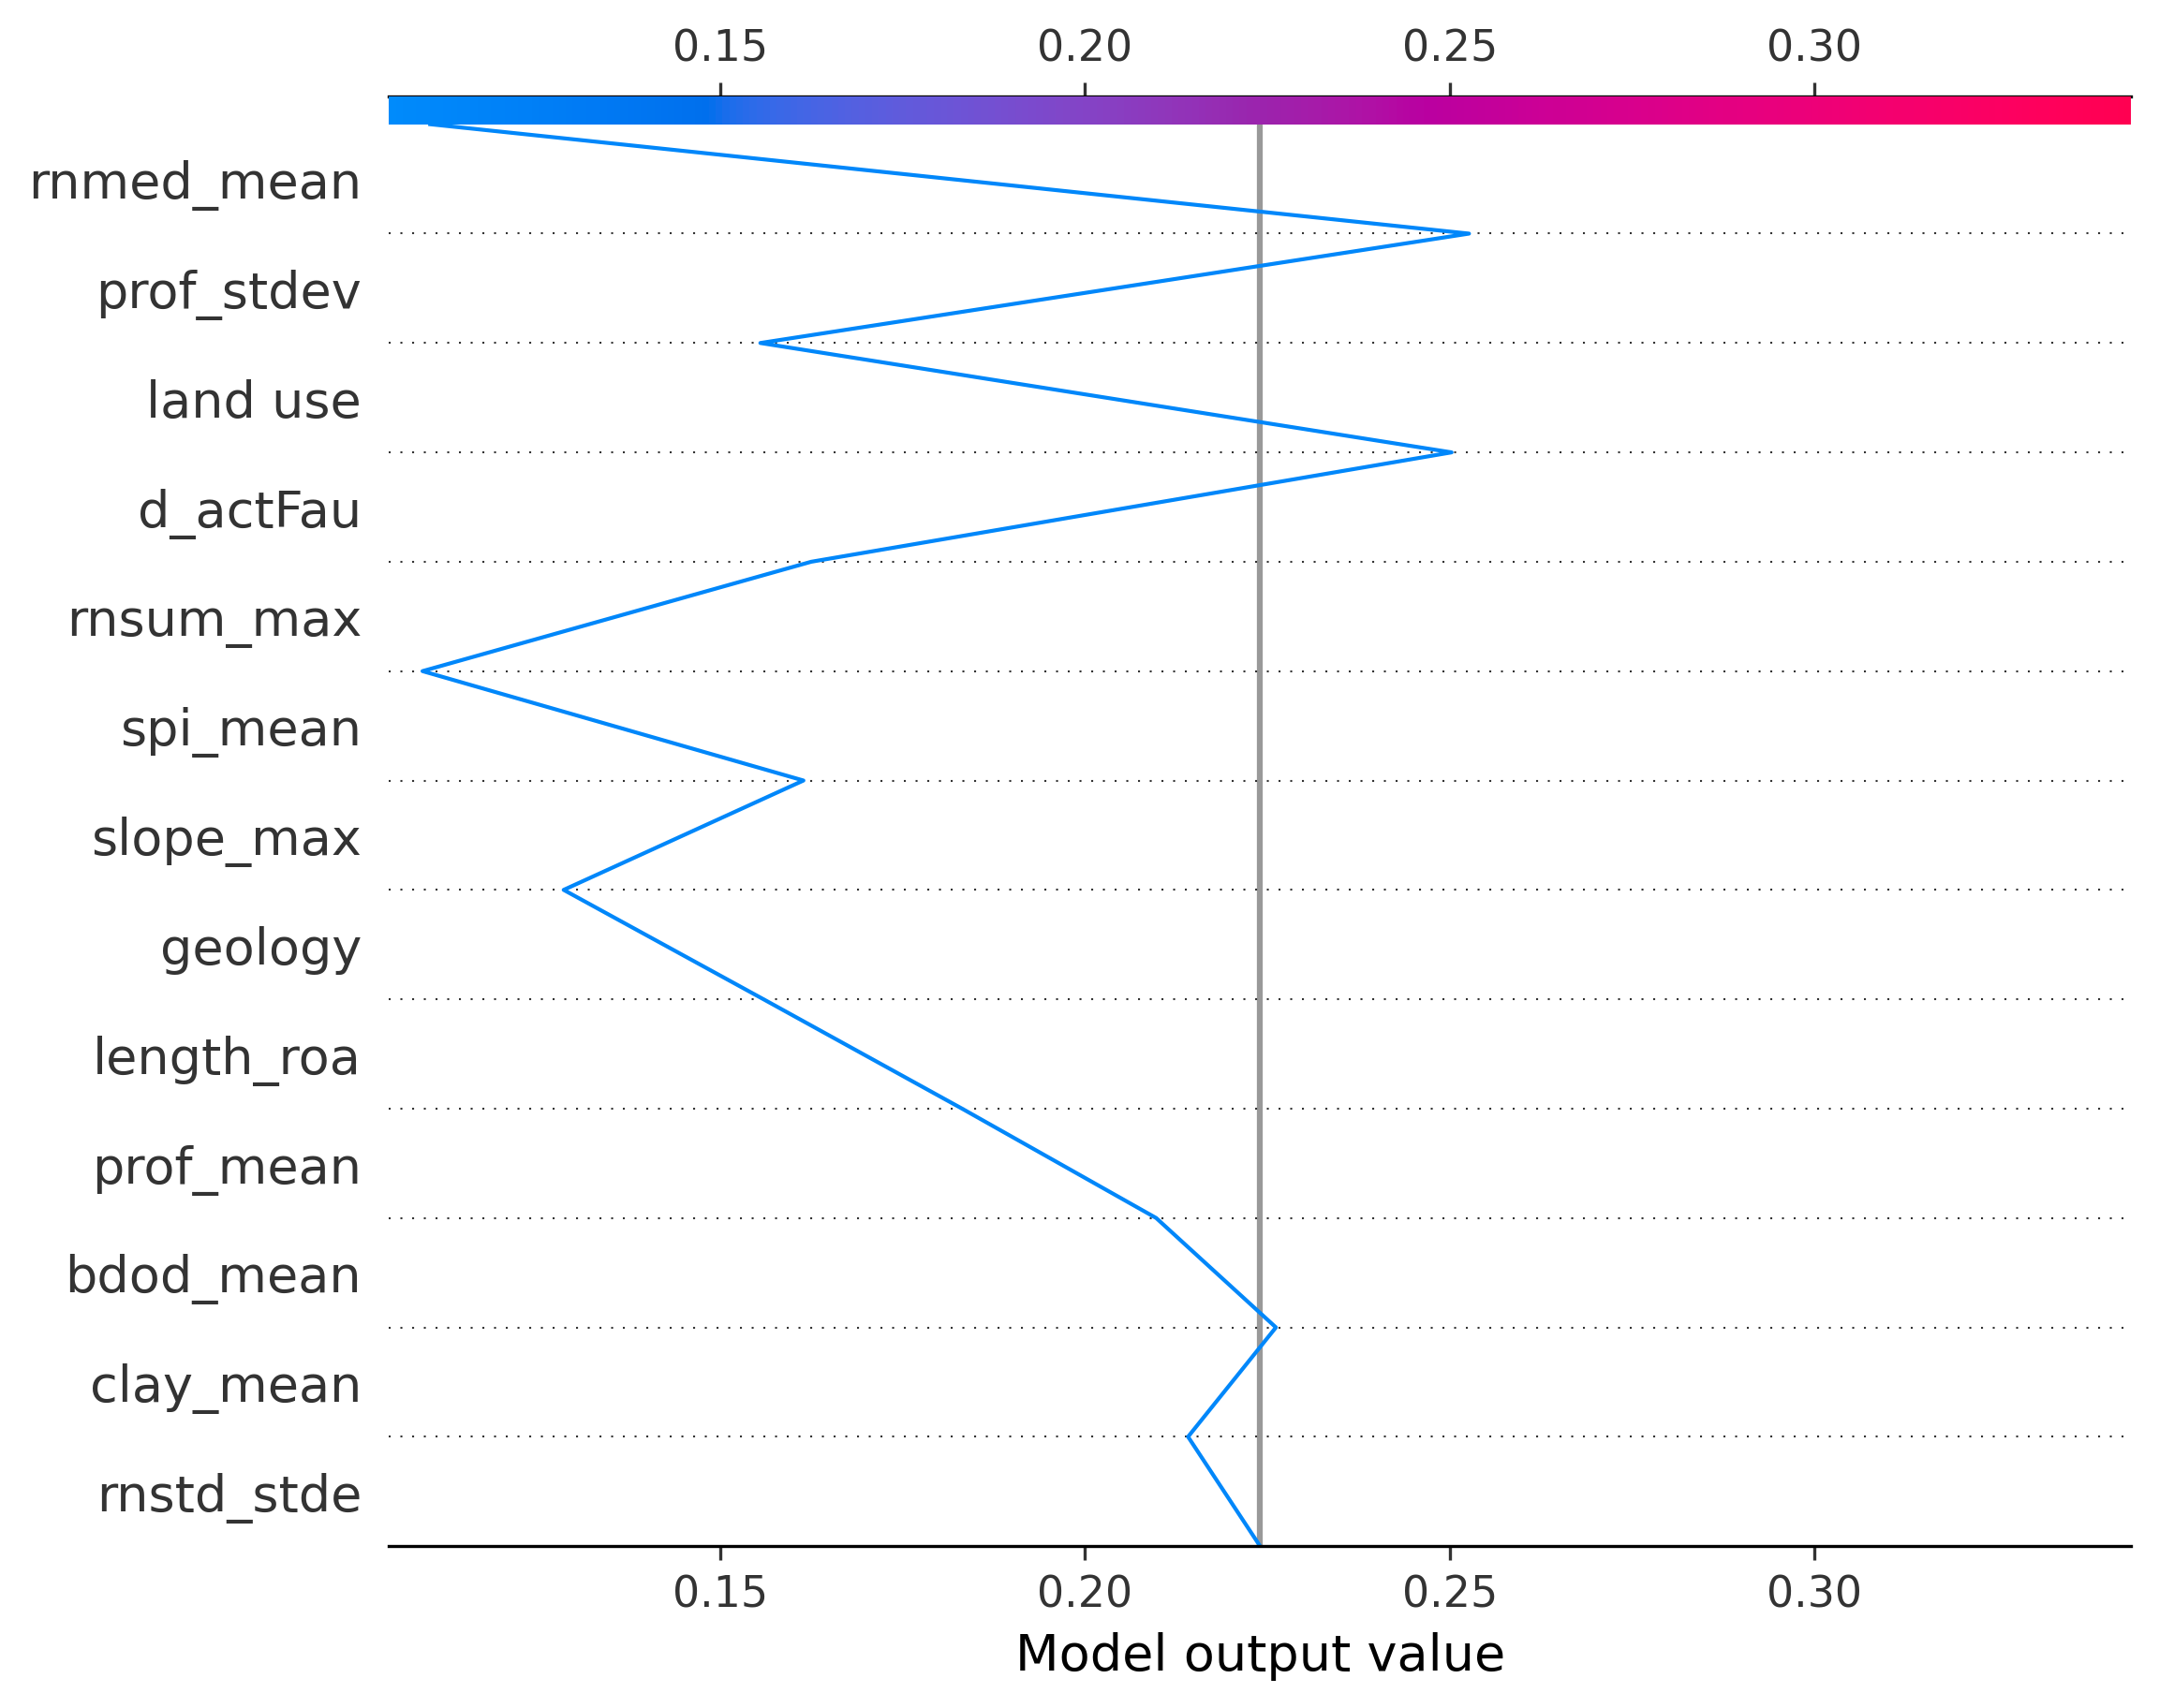 0.15 0.20 0.25 0.30
rnmed_mean
prof_stdev
land use
d_actFau
rnsum_max
spi_mean
slope_max
geology
length_roa
prof_mean
bdod_mean
clay_mean
rnstd_stde
0.15 0.20 0.25 0.30
Model output value